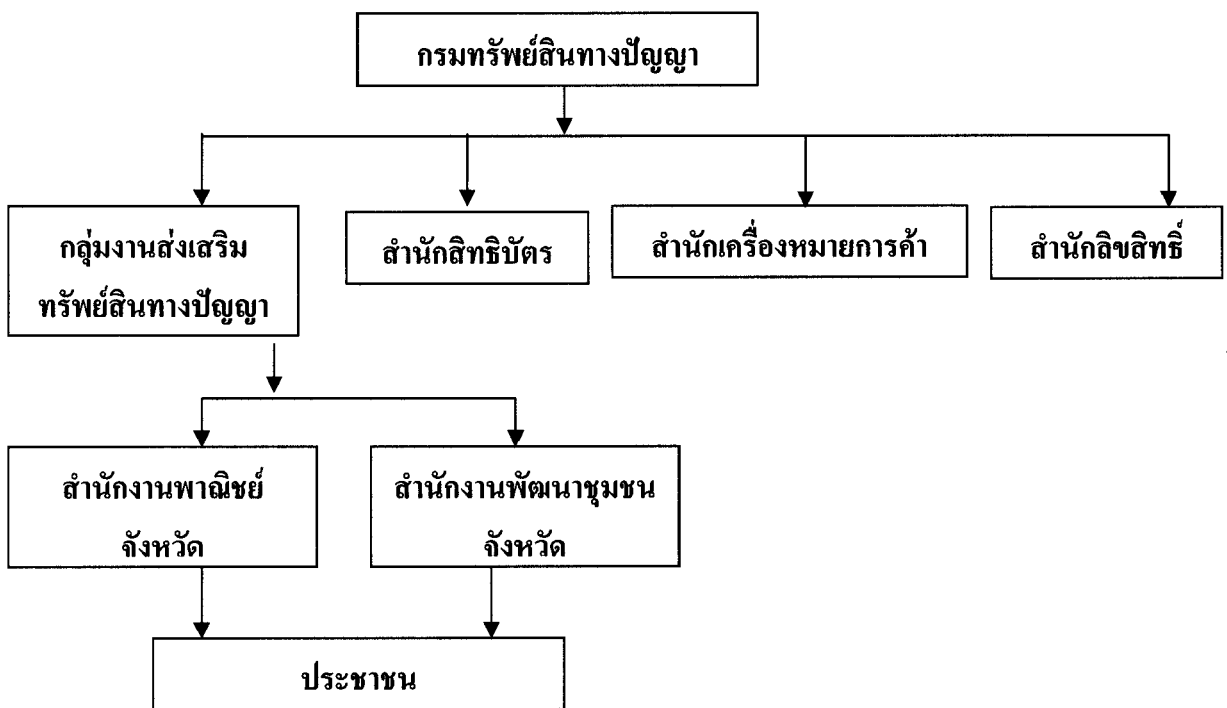 กรมทรัพย์สินทางปัญญา
กลุ่มงานส่งเสริม
ทรัพย์สินทางปัญญา
สำนักสิทธิบัตร
สำนักเครื่องหมายการค้า
สำนักลิขสิทธิ์
สำนักงานพาณิชย์
จังหวัด
สำนักงานพัฒนาชุมชน
จังหวัด
ประชาชน